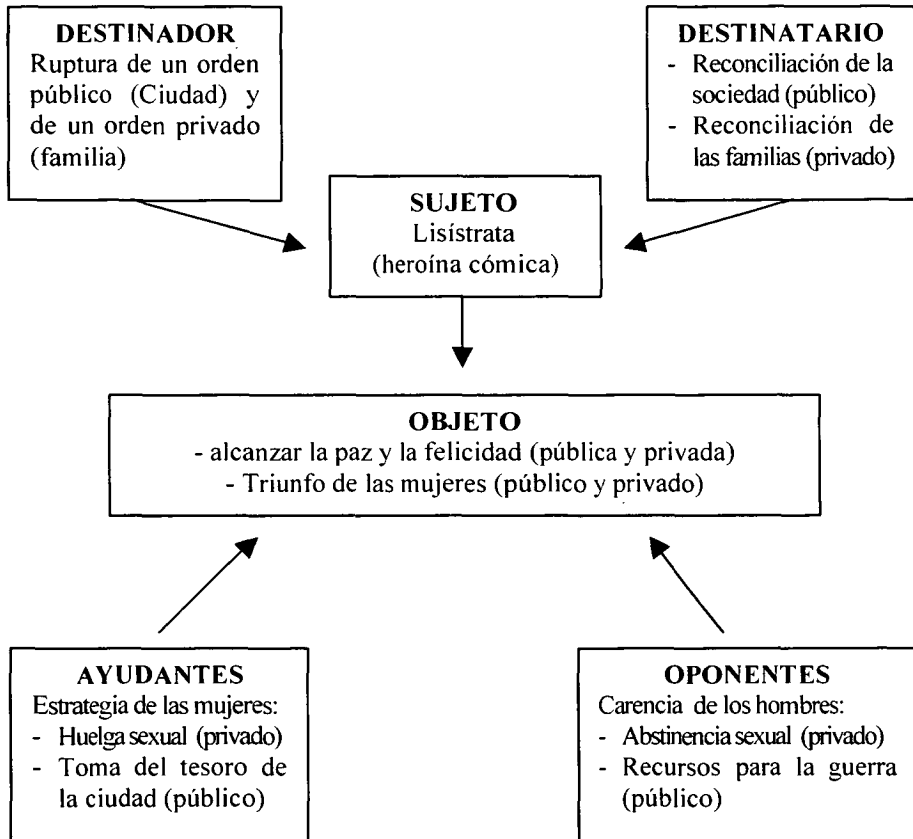 DESTINADOR
Ruptura de un orden
público (Ciudad) y
de un orden privado
(familia)
DESTINATARIO
- Reconciliación de la
sociedad (público)
- Reconciliación de
las familias (privado)
SUJETO
Lisístrata
(heroína cómica)
OBJETO
- alcanzar la paz y la felicidad (pública y privada)
- Triunfo de las mujeres (público y privado)
AYUDANTES
Estrategia de las mujeres:
- Huelga sexual (privado)
- Toma del tesoro de
la ciudad (público)
OPONENTES
Carencia de los hombres:
- Abstinencia sexual (privado)
- Recursos para la guerra
(público)